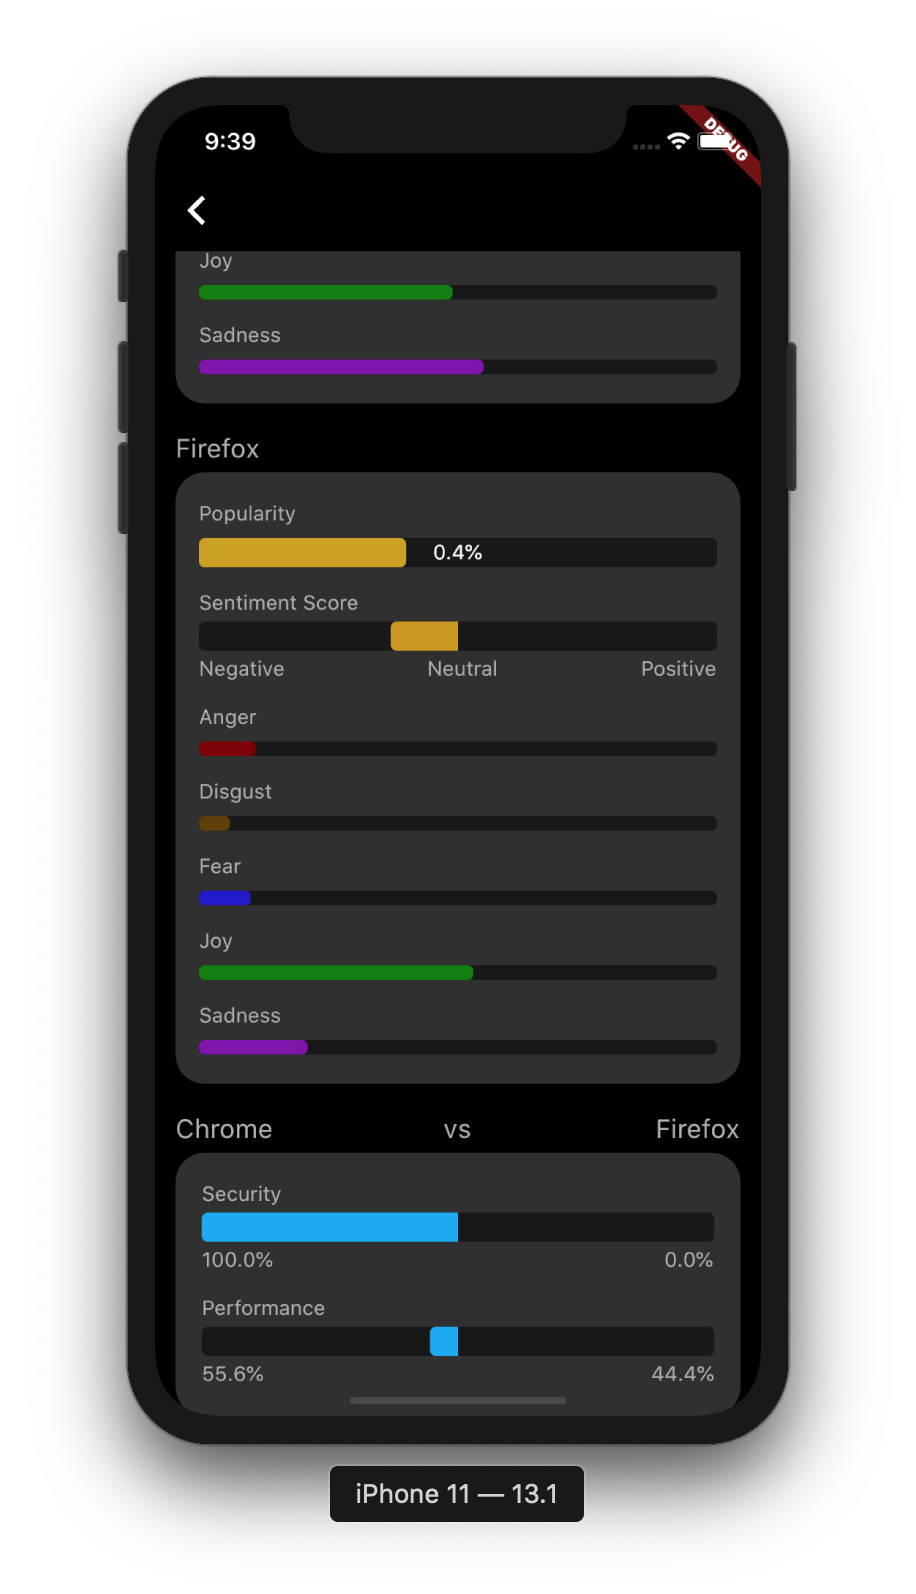 9:39
DEBUG
Joy
Sadness
Firefox
Popularity
0.4%
Sentiment Score
Negative Neutral Positive
Anger
Disgust
Fear
Joy
Sadness
Chrome vs Firefox
Security
100.0% 0.0%
Performance
55.6% 44.4%
iPhone 11 — 13.1